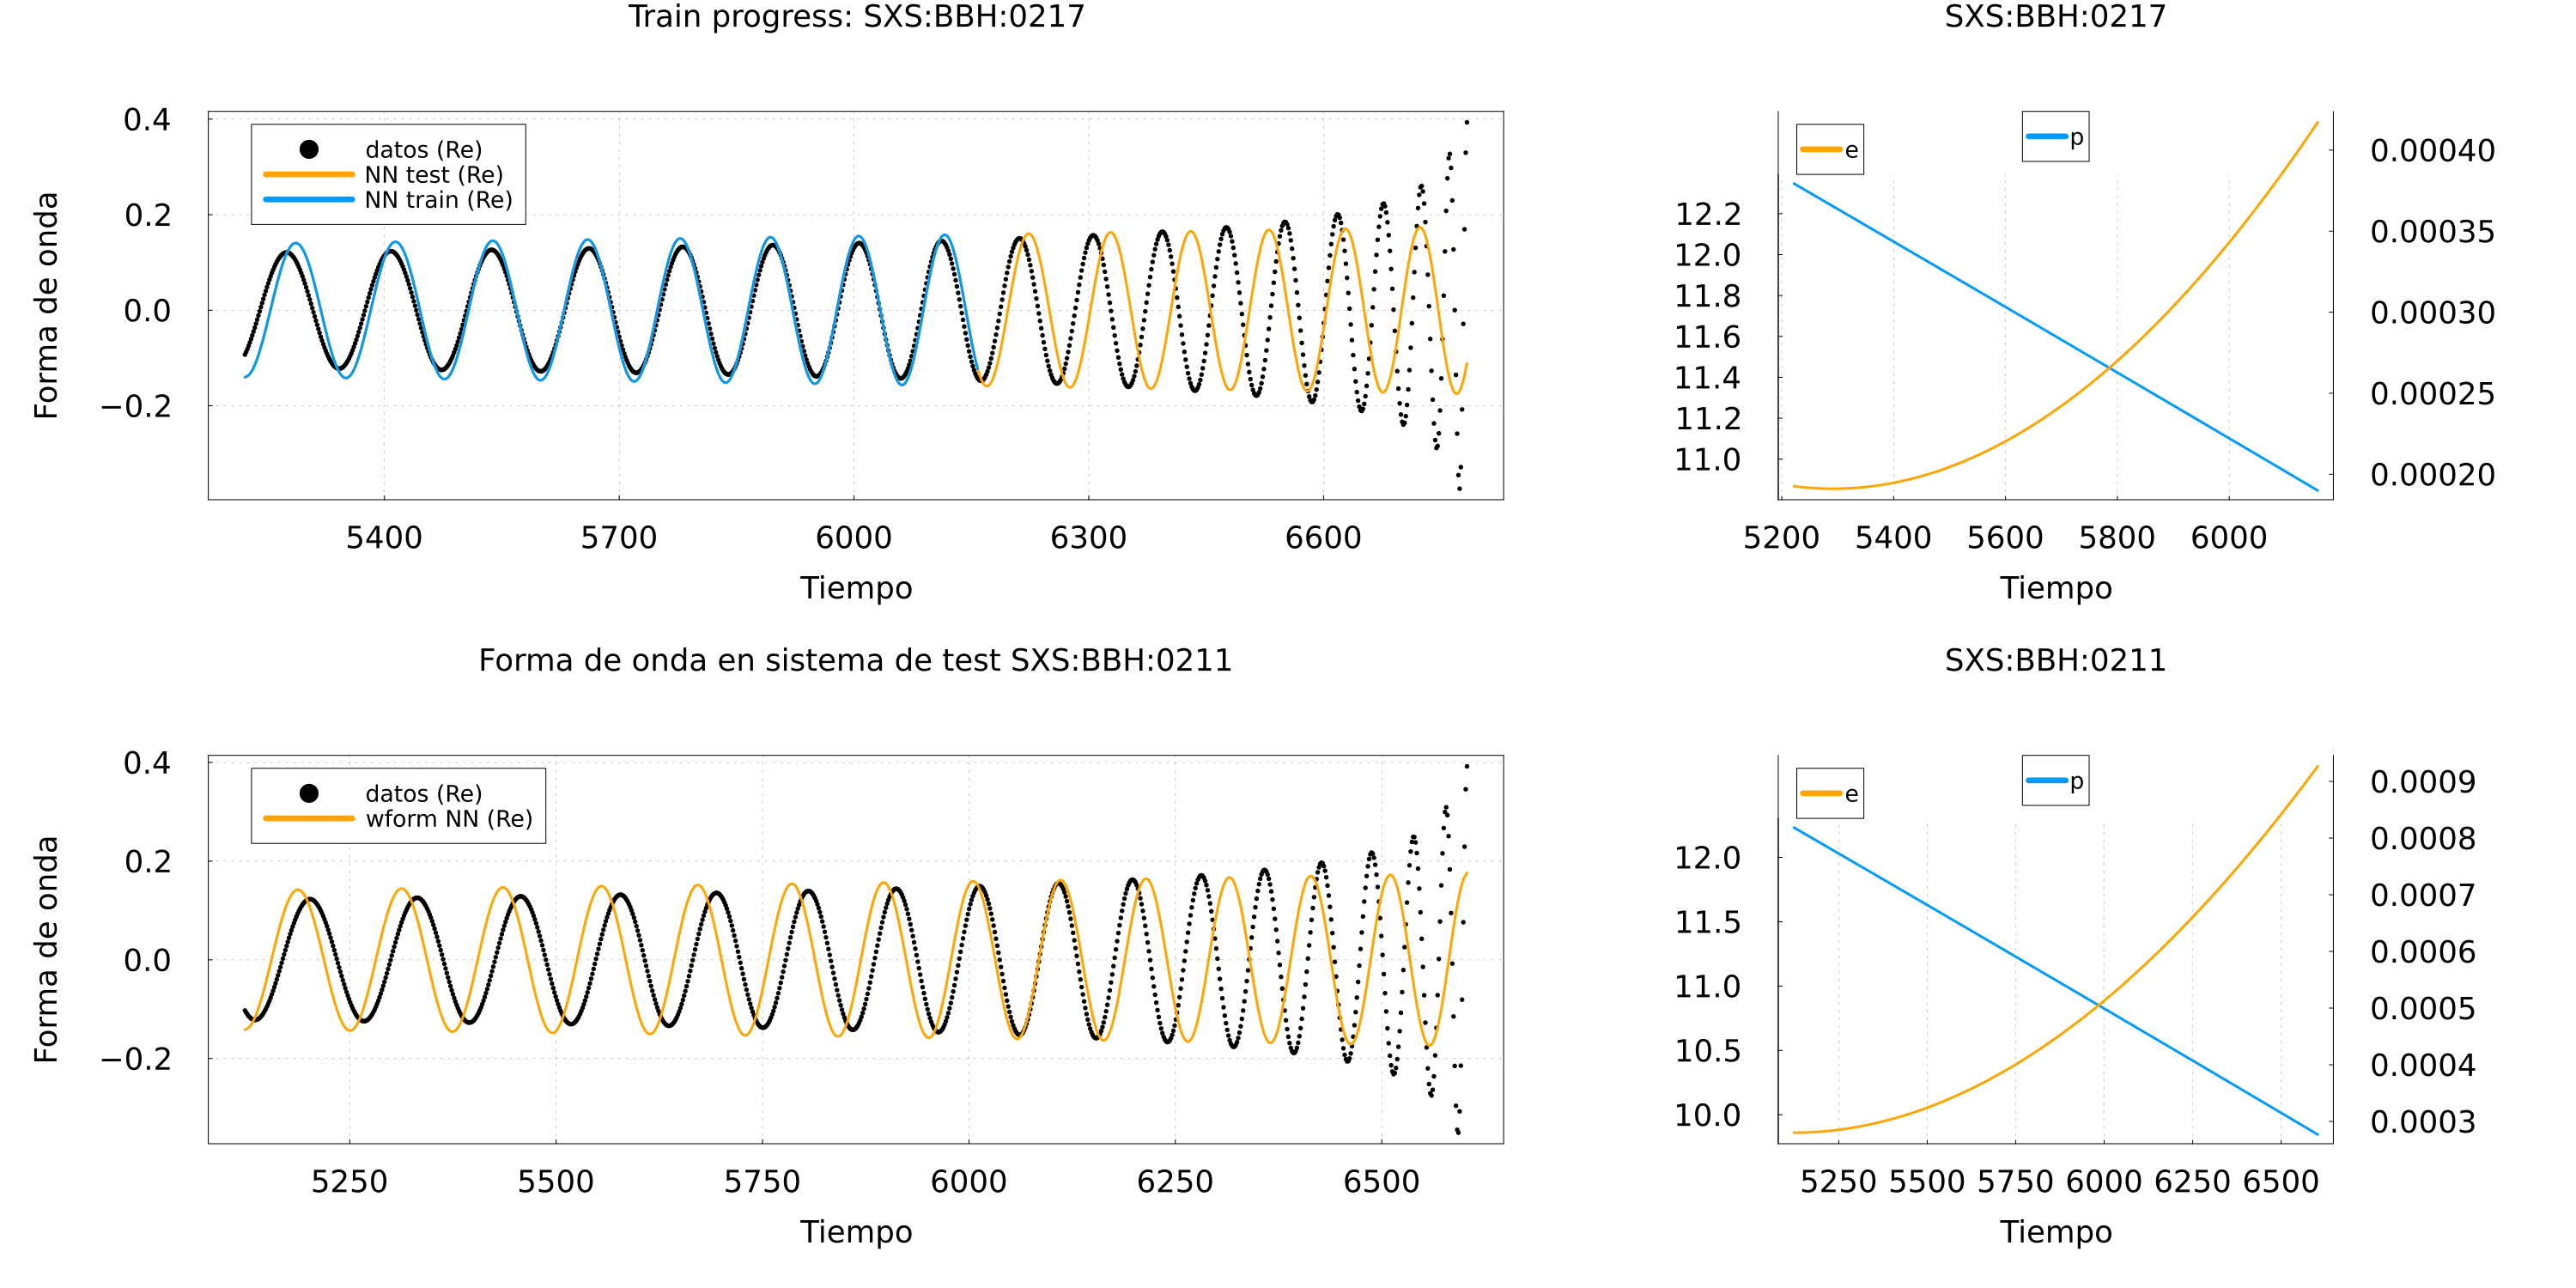 Train progress: SXS:BBH:0217
0.4
0.2
0.0
−0.2
Forma de onda
datos (Re)
NN test (Re)
NN train (Re)
5400 5700 6000 6300 6600
Tiempo
SXS:BBH:0217
e
p
12.2
12.0
11.8
11.6
11.4
11.2
11.0
0.00040
0.00035
0.00030
0.00025
0.00020
5200 5400 5600 5800 6000
Tiempo
Forma de onda en sistema de test SXS:BBH:0211
0.4
0.2
0.0
−0.2
Forma de onda
datos (Re)
wform NN (Re)
5250 5500 5750 6000 6250 6500
Tiempo
SXS:BBH:0211
e
p
12.0
11.5
11.0
10.5
10.0
0.0009
0.0008
0.0007
0.0006
0.0005
0.0004
0.0003
5250 5500 5750 6000 6250 6500
Tiempo